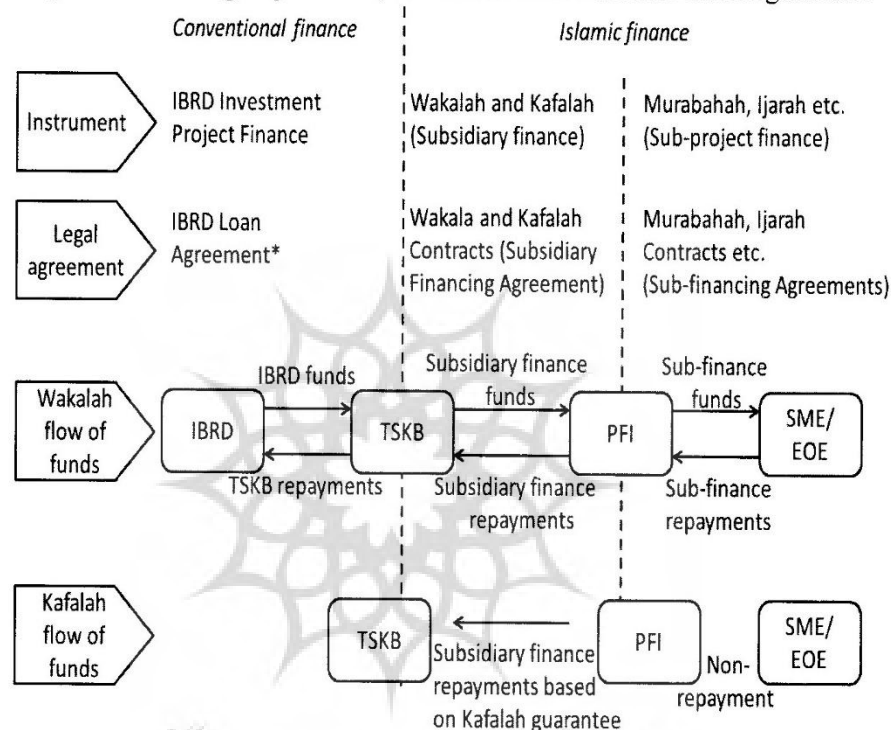 Conventional finance
Islamic finance
Instrument
IBRD Investment
Project Finance
Wakalah and Kafalah
(Subsidiary finance)
Murabahah, Ijarah etc.
(Sub-project finance)
Legal
agreement
IBRD Loan
Agreement*
Wakala and Kafalah
Contracts (Subsidiary
Financing Agreement)
Murabahah, Ijarah
Contracts etc.
(Sub-financing Agreements)
Wakalah
flow of
funds
IBRD
IBRD funds
TSKB repayments
TSKB
Subsidiary finance
funds
Subsidiary finance
repayments
PFI
Sub-finance
funds
Sub-finance
repayments
SME/
EOE
Kafalah
flow of
funds
TSKB
Subsidiary finance
repayments based
on Kafalah guarantee
PFI
Non-
repayment
SME/
EOE